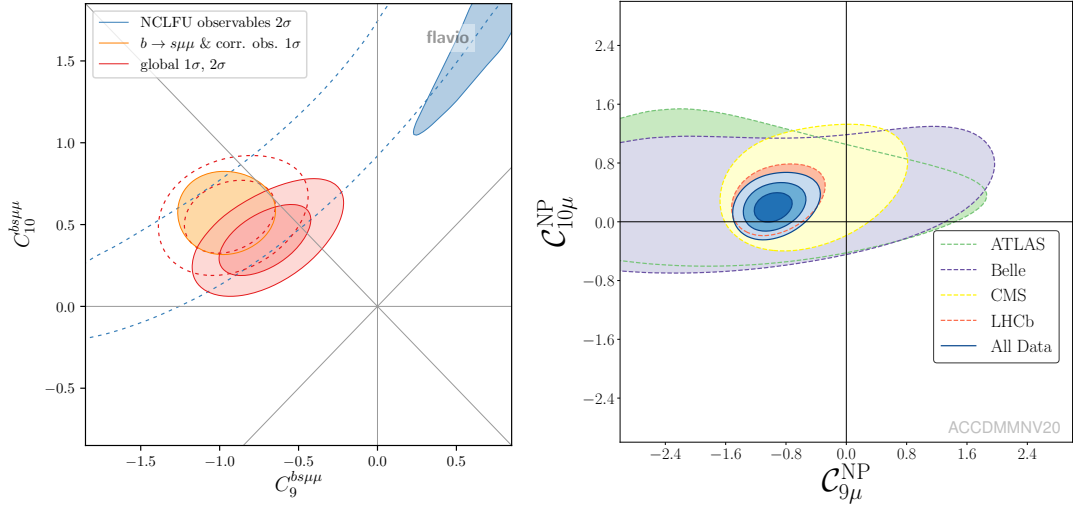 NCLFU observables 2σ
b → sμμ & corr. obs. 1σ
global 1σ, 2σ
flavio
1.5
1.0
0.5
0.0
−0.5
−1.5
−1.0
−0.5
0.0
0.5
C_9^{bsμμ}
C_{10}^{bsμμ}
2.4
1.6
0.8
0.0
−0.8
−1.6
−2.4
−2.4
−1.6
−0.8
0.0
0.8
1.6
2.4
C_{9μ}^{NP}
C_{10μ}^{NP}
ATLAS
Belle
CMS
LHCb
All Data
ACCDMMNV20